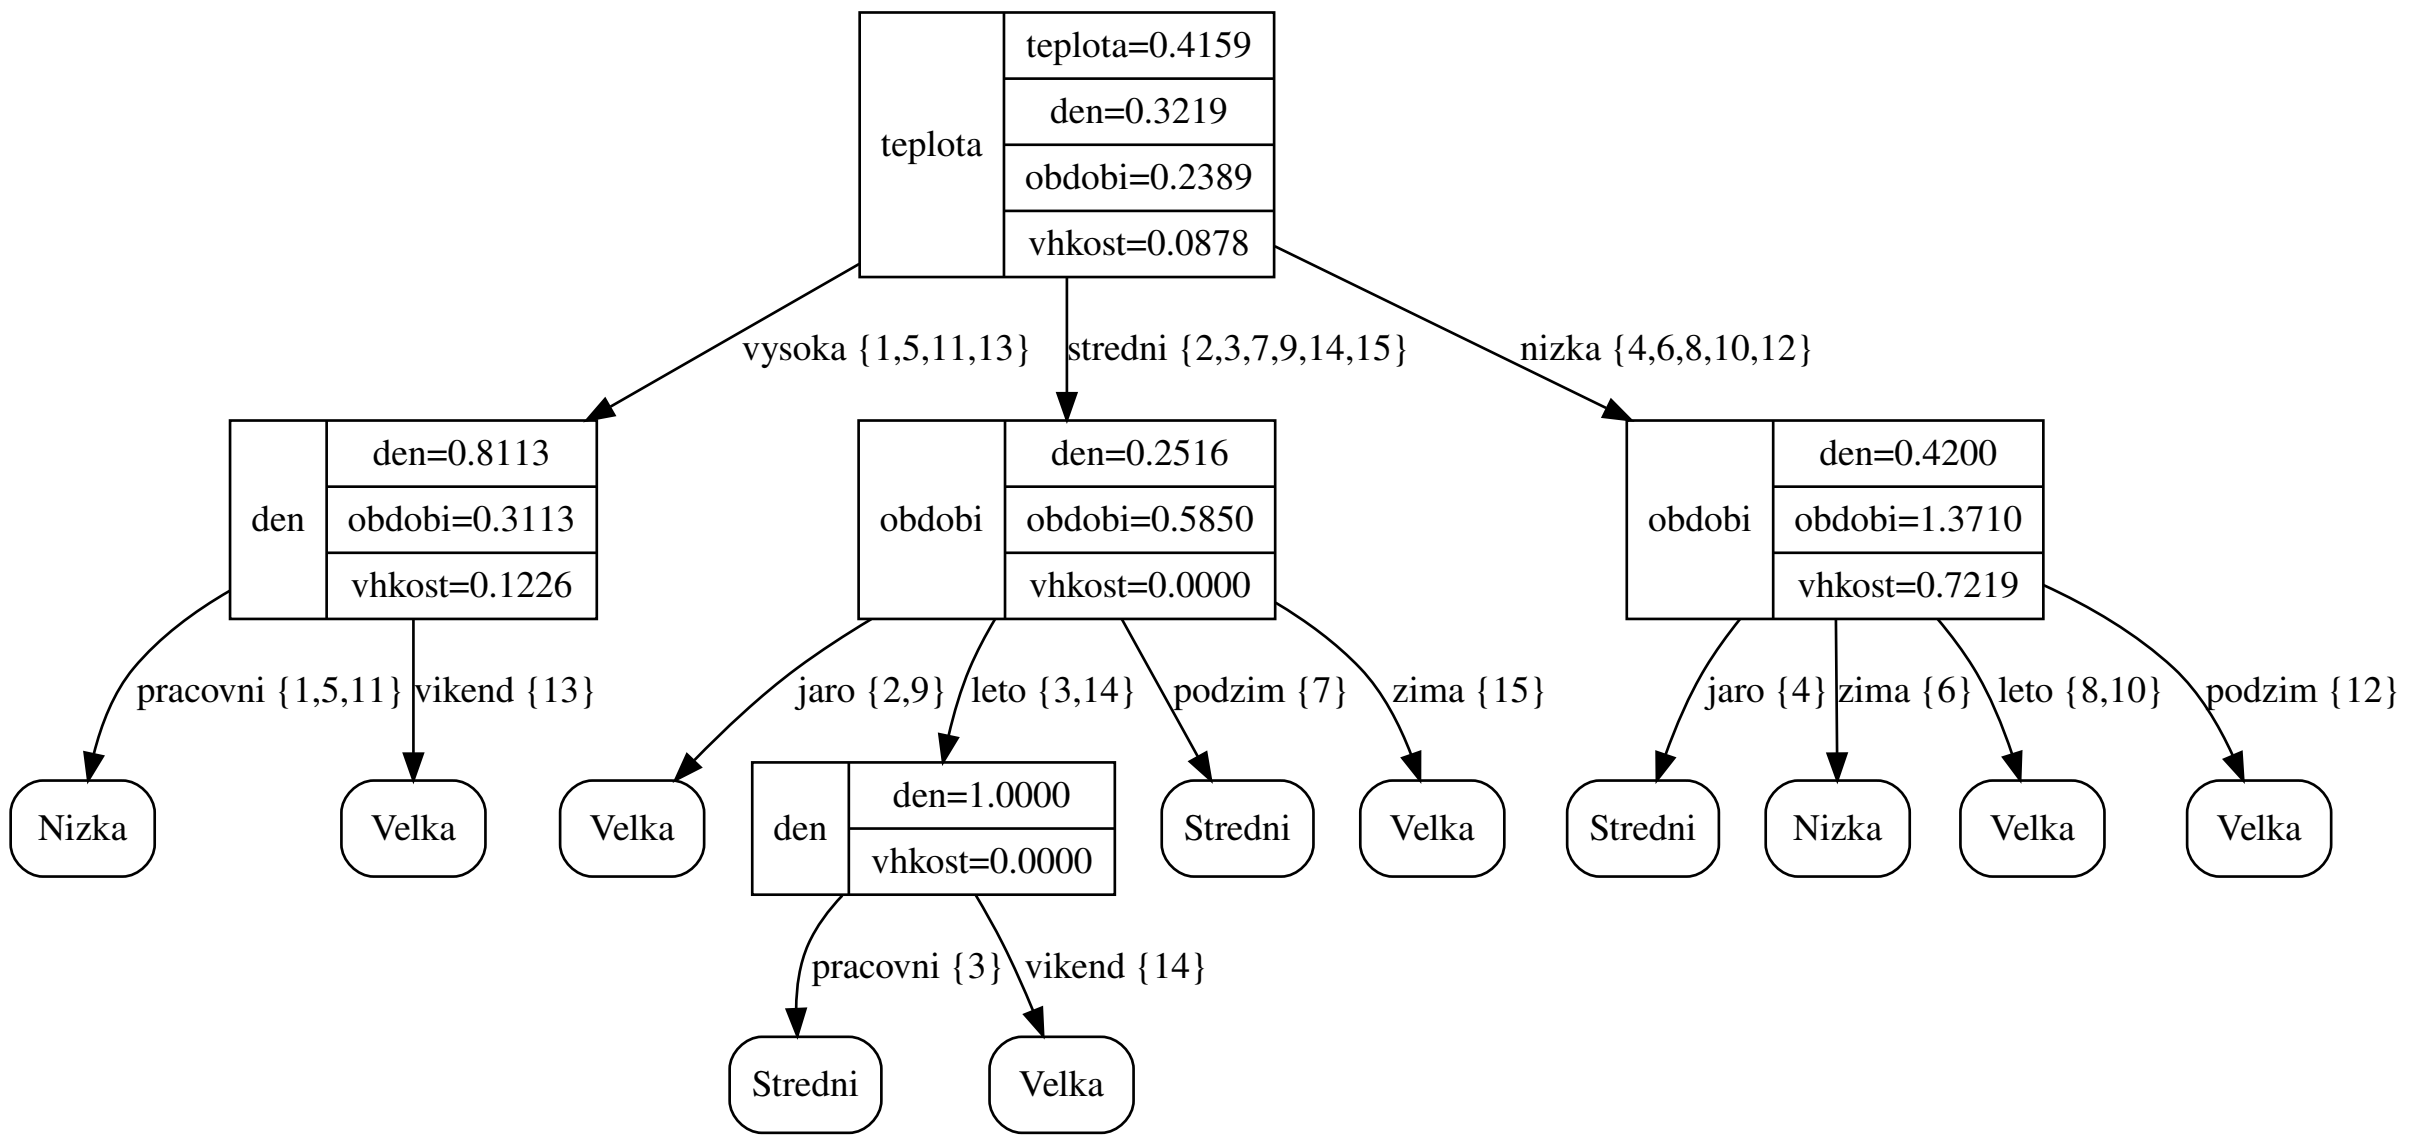 teplota
teplota=0.4159
den=0.3219
obdobi=0.2389
vhkost=0.0878
vysoka {1,5,11,13}
stredni {2,3,7,9,14,15}
nizka {4,6,8,10,12}
den
den=0.8113
obdobi=0.3113
vhkost=0.1226
obdobi
den=0.2516
obdobi=0.5850
vhkost=0.0000
obdobi
den=0.4200
obdobi=1.3710
vhkost=0.7219
pracovni {1,5,11}
vikend {13}
jaro {2,9}
leto {3,14}
podzim {7}
zima {15}
jaro {4}
zima {6}
leto {8,10}
podzim {12}
Nizka
Velka
Velka
den
den=1.0000
vhkost=0.0000
Stredni
Velka
Stredni
Nizka
Velka
Velka
pracovni {3}
vikend {14}
Stredni
Velka